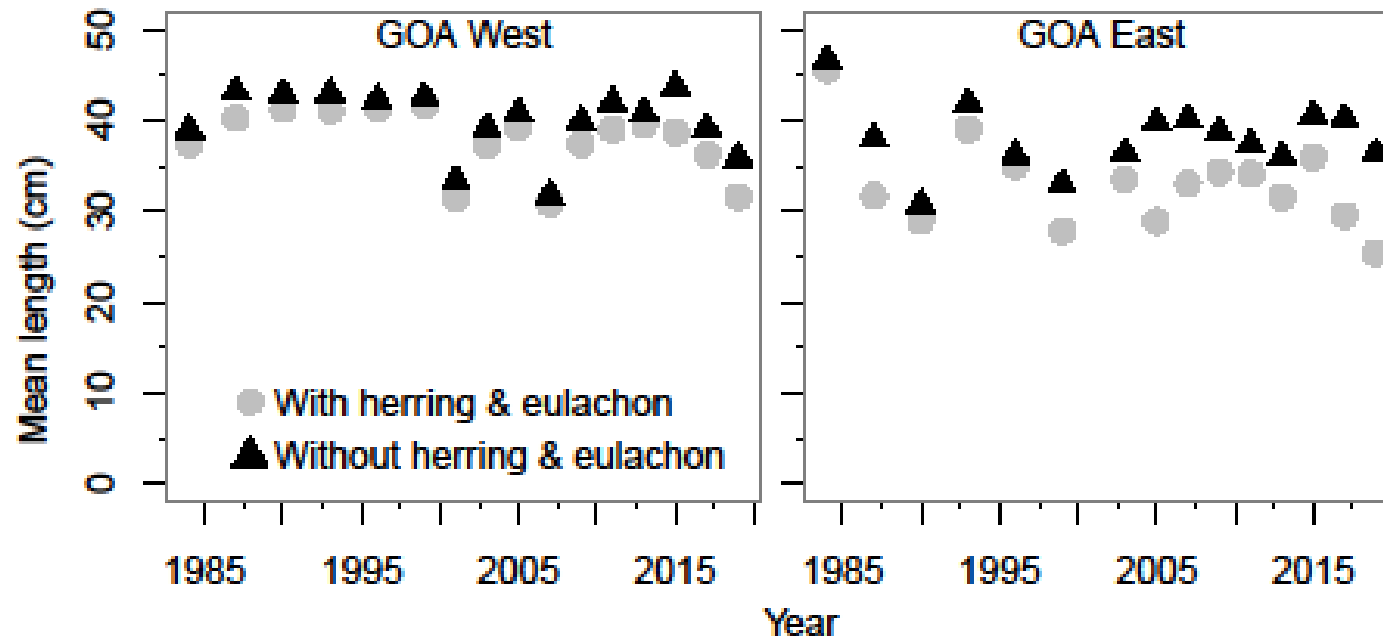 GOA West
GOA East
Mean length (cm)
50
40
30
20
10
0
With herring & eulachon
Without herring & eulachon
1985 1995 2005 2015
1985 1995 2005 2015
Year